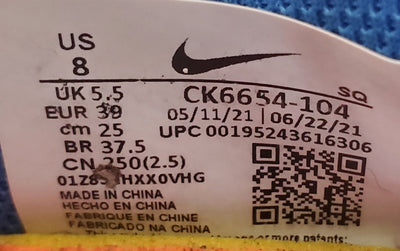 US
8
UK 5.5
EUR 39
cm 25
BR 37.5
CN 250(2.5)
SQ
CK6654-104
05/11/21 | 06/22/21
UPC 00195243616306
MADE IN CHINA
HECHO EN CHINA
FABRIQUE EN CHINE
FABRICADO NA CHINA
these patents: